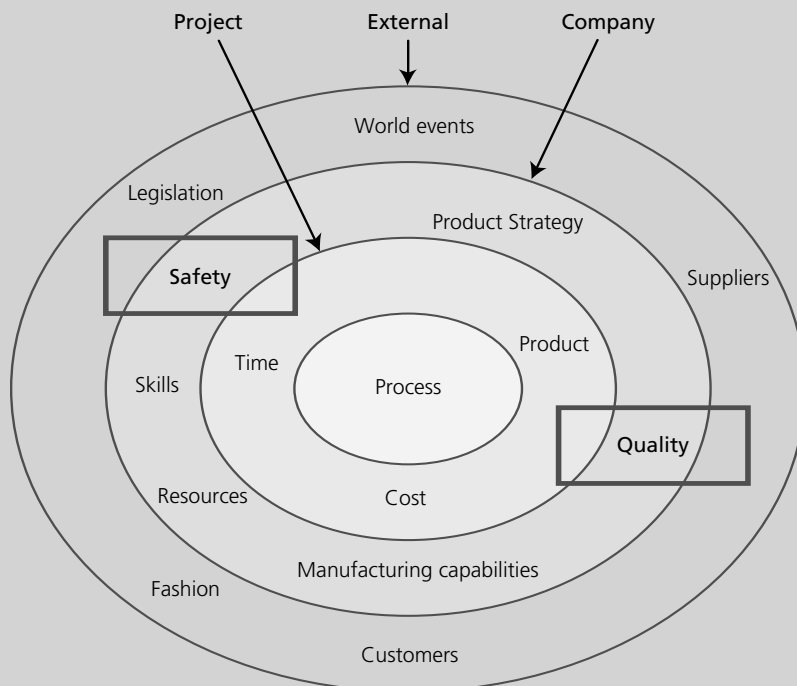 Project
External
Company
World events
Legislation
Product Strategy
Safety
Suppliers
Product
Time
Skills
Process
Quality
Resources
Cost
Manufacturing capabilities
Fashion
Customers